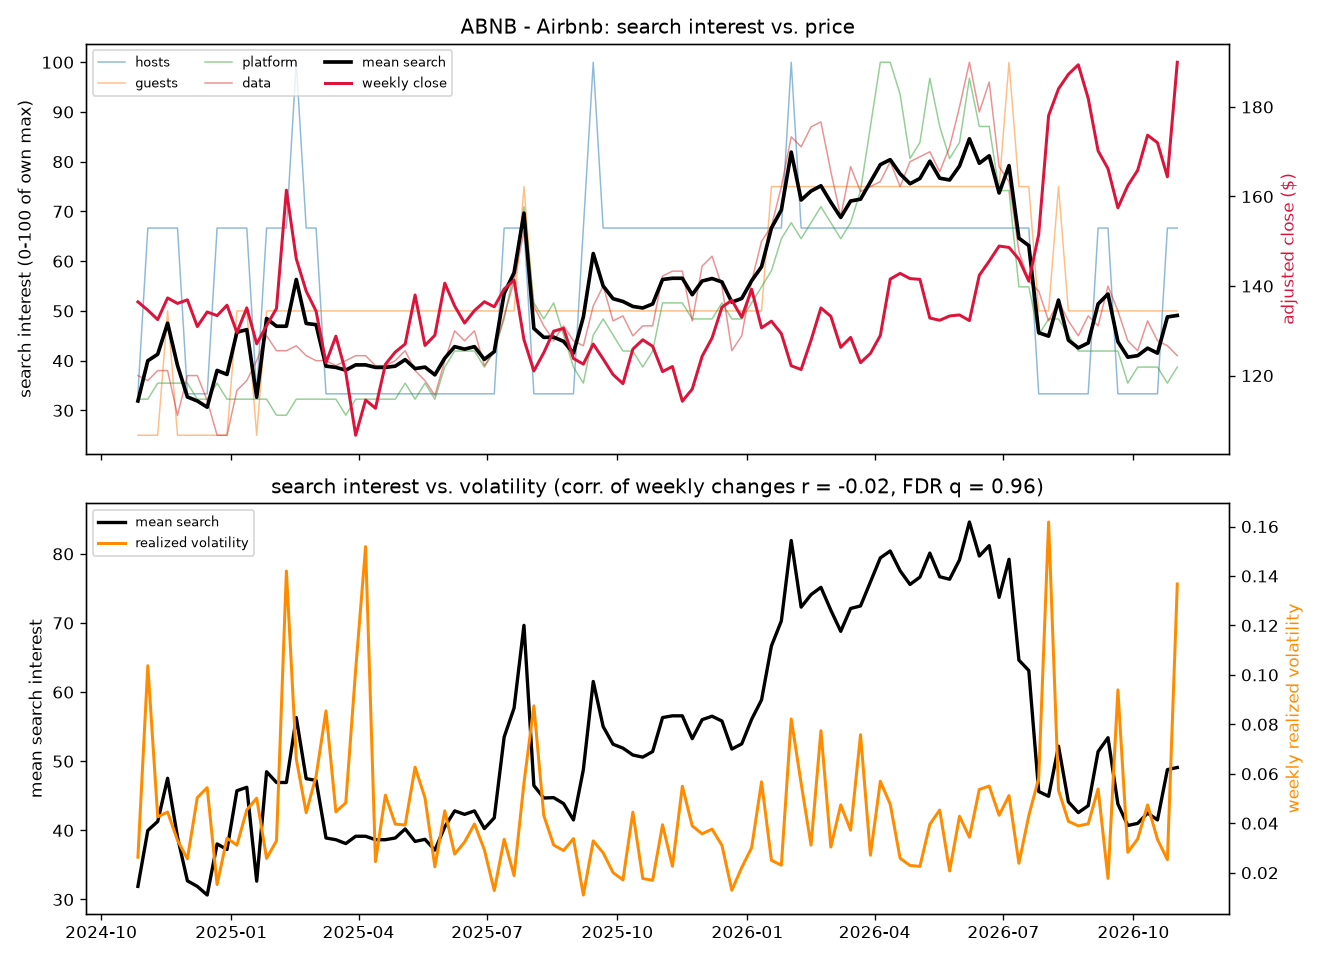 ABNB - Airbnb: search interest vs. price
hosts
guests
platform
data
mean search
weekly close
search interest (0-100 of own max)
100
90
80
70
60
50
40
30
180
160
140
120
adjusted close ($)
search interest vs. volatility (corr. of weekly changes r = -0.02, FDR q = 0.96)
mean search
realized volatility
mean search interest
80
70
60
50
40
30
0.16
0.14
0.12
0.10
0.08
0.06
0.04
0.02
weekly realized volatility
2024-10
2025-01
2025-04
2025-07
2025-10
2026-01
2026-04
2026-07
2026-10